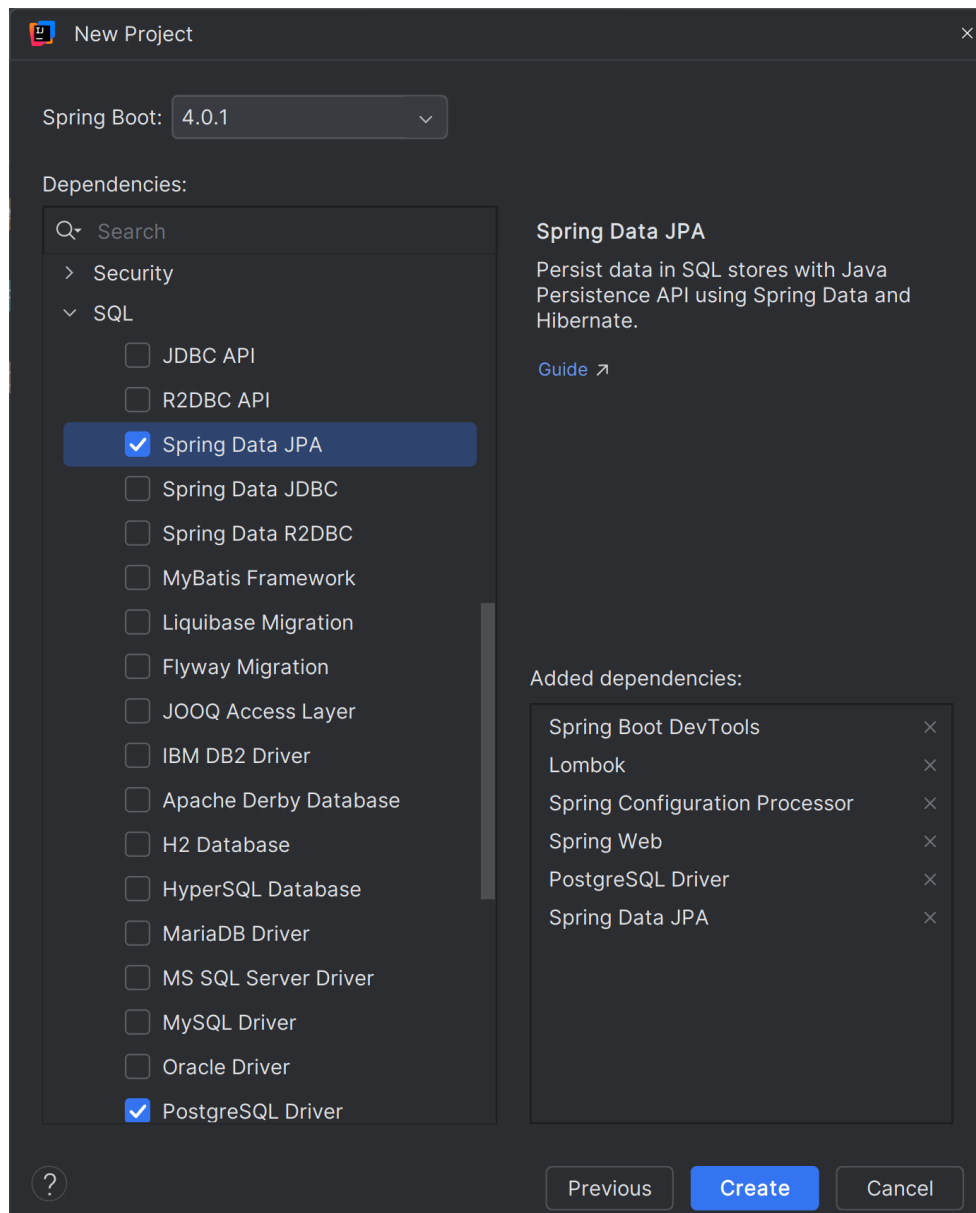 New Project
Spring Boot:
4.0.1
Dependencies:
Search
Security
SQL
JDBC API
R2DBC API
Spring Data JPA
Spring Data JDBC
Spring Data R2DBC
MyBatis Framework
Liquibase Migration
Flyway Migration
JOOQ Access Layer
IBM DB2 Driver
Apache Derby Database
H2 Database
HyperSQL Database
MariaDB Driver
MS SQL Server Driver
MySQL Driver
Oracle Driver
PostgreSQL Driver
Spring Data JPA
Persist data in SQL stores with Java
Persistence API using Spring Data and
Hibernate.
Guide
Added dependencies:
Spring Boot DevTools
Lombok
Spring Configuration Processor
Spring Web
PostgreSQL Driver
Spring Data JPA
?
Previous
Create
Cancel